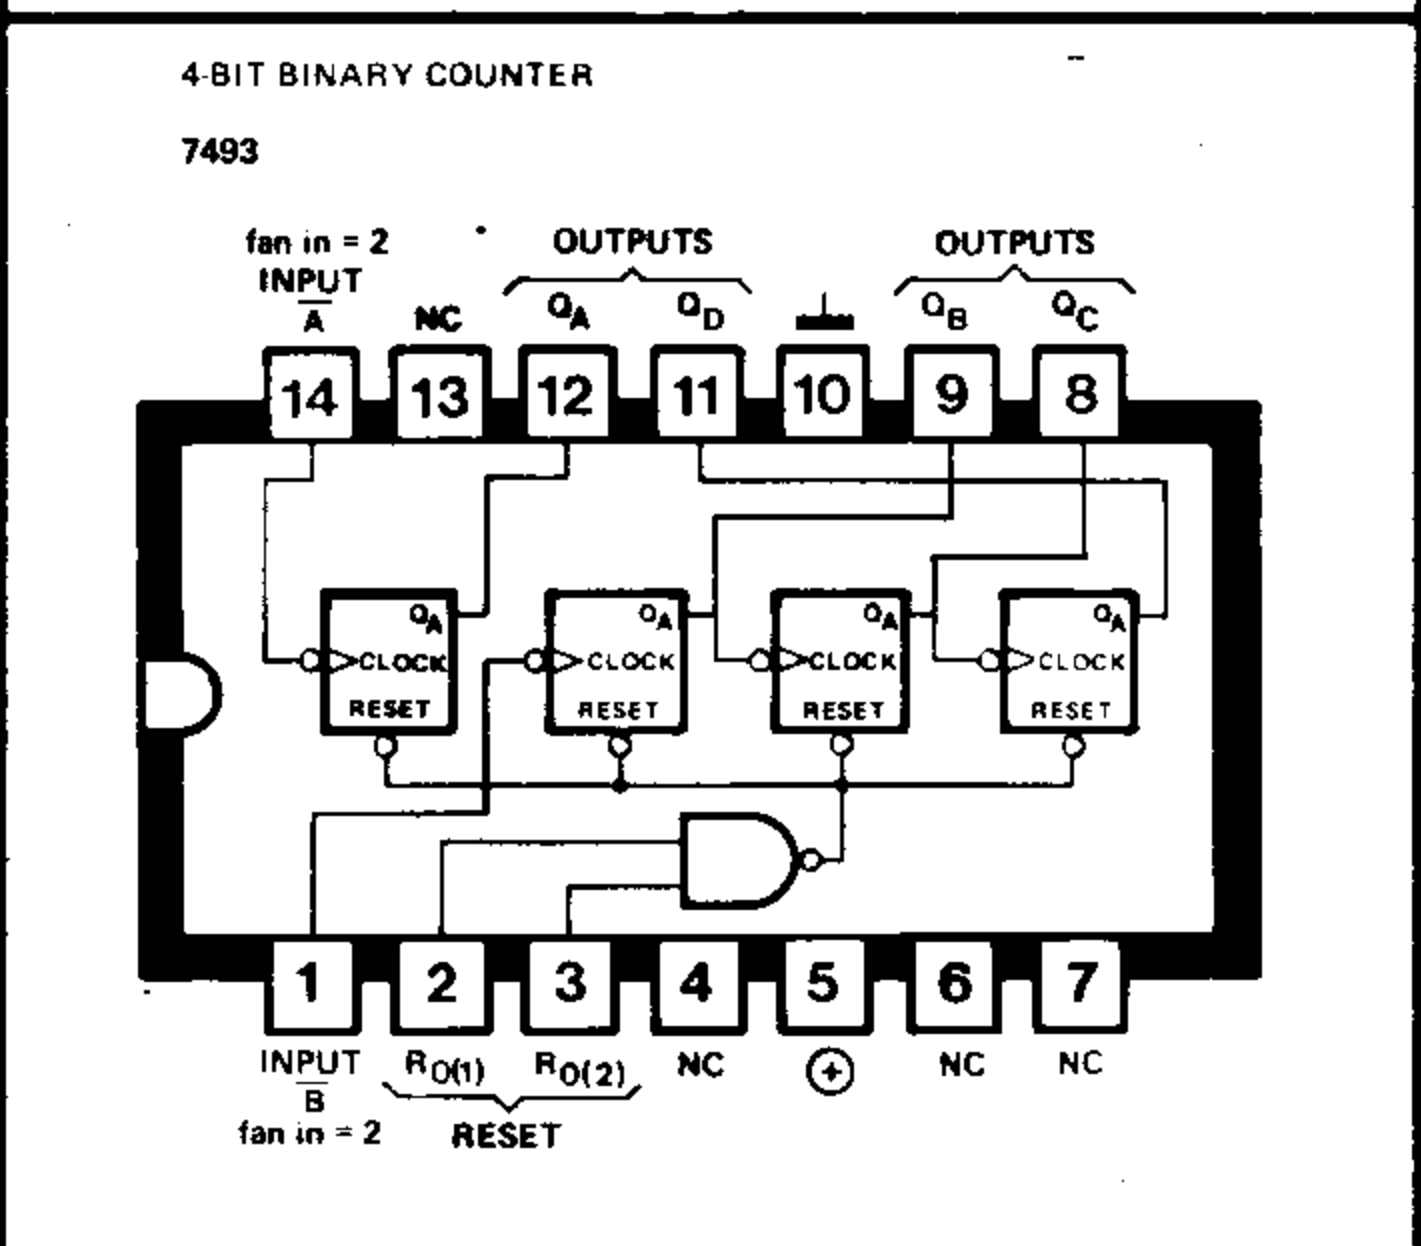 4-BIT BINARY COUNTER
7493
fan in = 2
INPUT
A̅
NC
OUTPUTS
QA QD
OUTPUTS
QB QC
14 13 12 11 10 9 8
QA QA QA QA
CLOCK CLOCK CLOCK CLOCK
RESET RESET RESET RESET
1 2 3 4 5 6 7
INPUT
B̅
fan in = 2
RO(1) RO(2)
RESET
NC
+
NC
NC